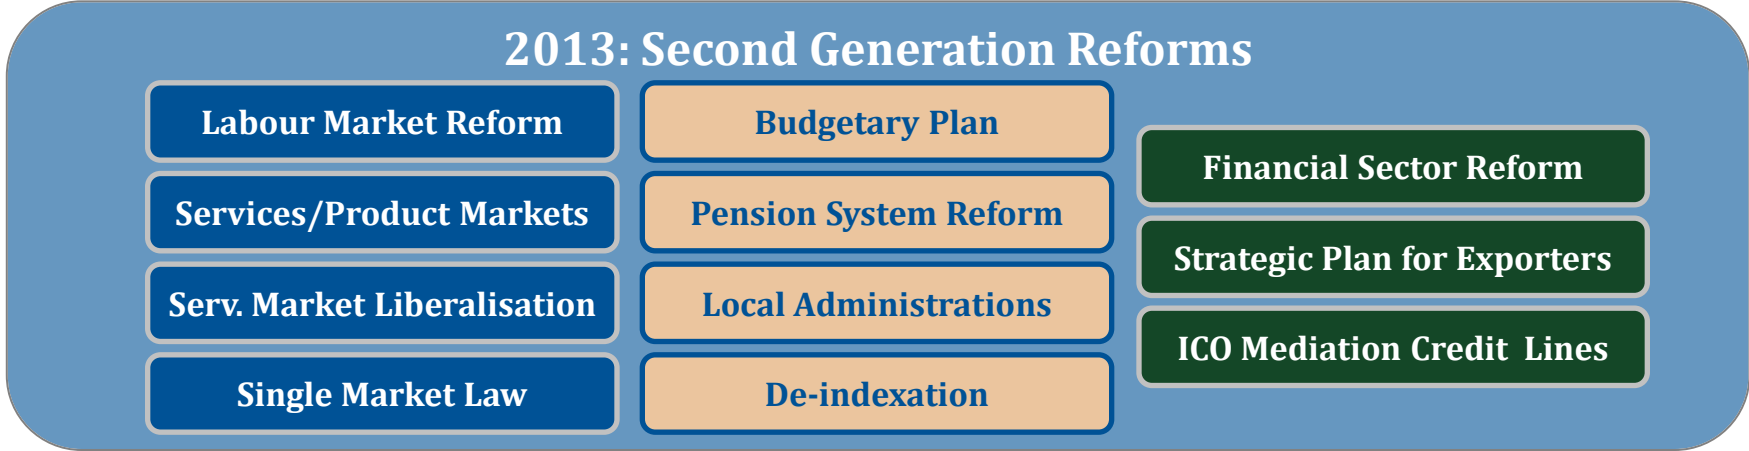 2013: Second Generation Reforms
Labour Market Reform
Services/Product Markets
Serv. Market Liberalisation
Single Market Law
Budgetary Plan
Pension System Reform
Local Administrations
De-indexation
Financial Sector Reform
Strategic Plan for Exporters
ICO Mediation Credit  Lines